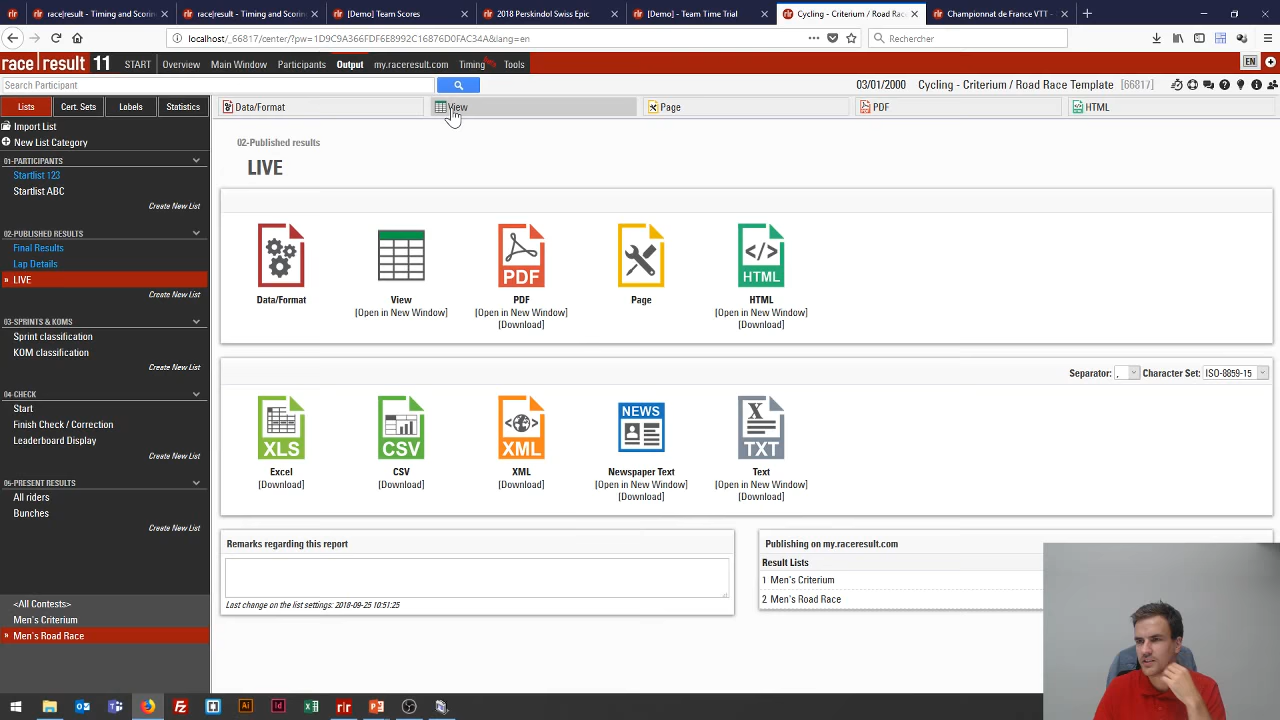 race|result - Timing and Scorin
race|result - Timing and Scorin
[Demo] Team Scores
2018 Perskindol Swiss Epic
[Demo] - Team Time Trial
Cycling - Criterium / Road Race
Championnat de France VTT -
localhost/_66817/center/?pw=1D9C9A366FDF6E8992C16876D0FAC34A&lang=en
Rechercher
race|result 11 START Overview Main Window Participants Output my.raceresult.com Timing Tools EN
Search Participant
03/01/2000 Cycling - Criterium / Road Race Template [66817]
Lists Cert. Sets Labels Statistics
Data/Format View Page PDF HTML
Import List
New List Category
01-PARTICIPANTS
Startlist 123
Startlist ABC
Create New List
02-PUBLISHED RESULTS
Final Results
Lap Details
» LIVE
Create New List
03-SPRINTS & KOMS
Sprint classification
KOM classification
Create New List
04-CHECK
Start
Finish Check / Correction
Leaderboard Display
Create New List
05-PRESENT RESULTS
All riders
Bunches
Create New List
<All Contests>
Men's Criterium
» Men's Road Race
02-Published results
LIVE
PDF
HTML
Data/Format View PDF Page HTML
[Open in New Window] [Open in New Window] [Open in New Window]
[Download] [Download]
Separator: , Character Set: ISO-8859-15
XLS CSV XML NEWS X TXT
Excel CSV XML Newspaper Text Text
[Download] [Download] [Download] [Open in New Window] [Open in New Window]
[Download] [Download]
Remarks regarding this report
Last change on the list settings: 2018-09-25 10:51:25
Publishing on my.raceresult.com
Result Lists
1 Men's Criterium
2 Men's Road Race